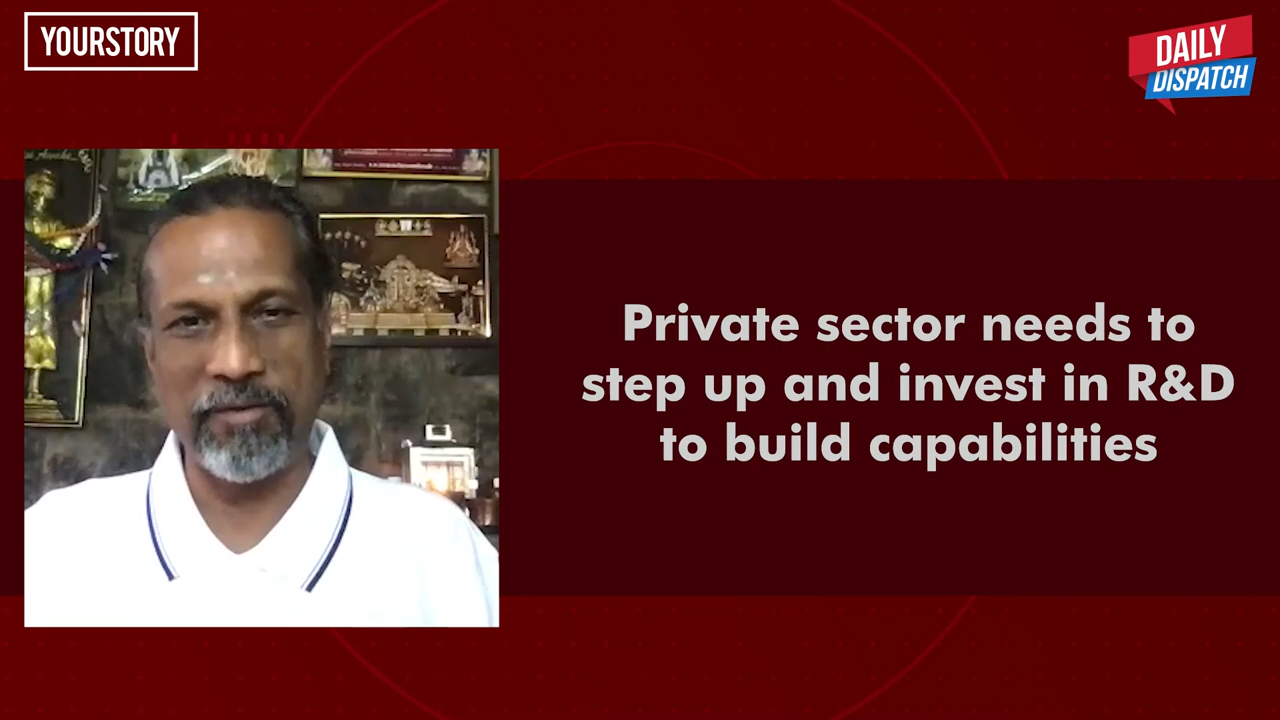 YOURSTORY
DAILY
DISPATCH
Private sector needs to
step up and invest in R&D
to build capabilities